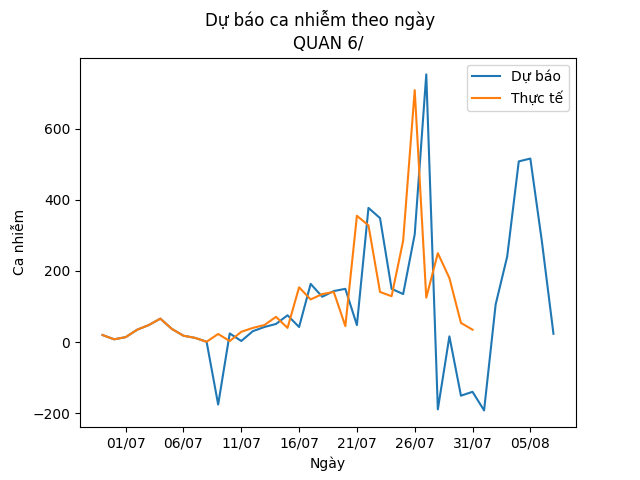 Dự báo ca nhiễm theo ngày
QUAN 6/
Dự báo
Thực tế
Ca nhiễm
600
400
200
0
−200
01/07 06/07 11/07 16/07 21/07 26/07 31/07 05/08
Ngày